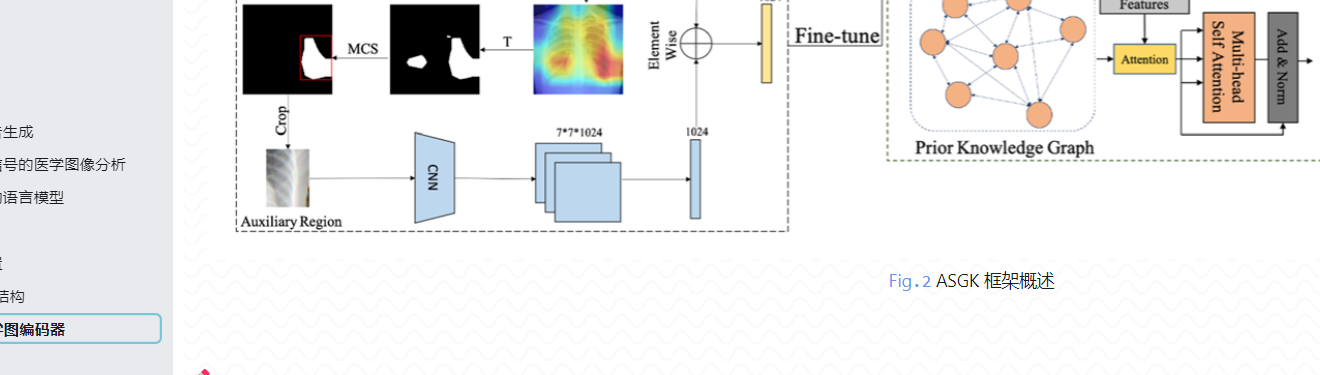 Features
Element
Wise
MCS
T
Fine-tune
Attention
Multi-head
Self Attention
Add & Norm
Crop
7*7*1024
1024
CNN
Prior Knowledge Graph
Auxiliary Region
生成
号的医学图像分析
语言模型
结构
图编码器
Fig.2 ASGK 框架概述